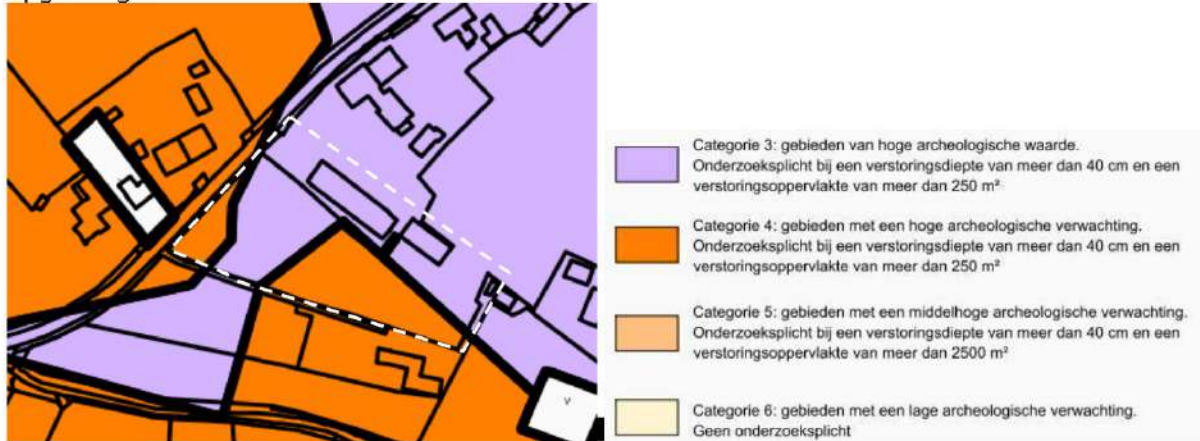 Categorie 3: gebieden van hoge archeologische waarde.
Onderzoeksplicht bij een verstoringsdiepte van meer dan 40 cm en een
verstoringsoppervlakte van meer dan 250 m²
Categorie 4: gebieden met een hoge archeologische verwachting.
Onderzoeksplicht bij een verstoringsdiepte van meer dan 40 cm en een
verstoringsoppervlakte van meer dan 250 m²
Categorie 5: gebieden met een middelhoge archeologische verwachting.
Onderzoeksplicht bij een verstoringsdiepte van meer dan 40 cm en een
verstoringsoppervlakte van meer dan 2500 m²
Categorie 6: gebieden met een lage archeologische verwachting.
Geen onderzoeksplicht
v